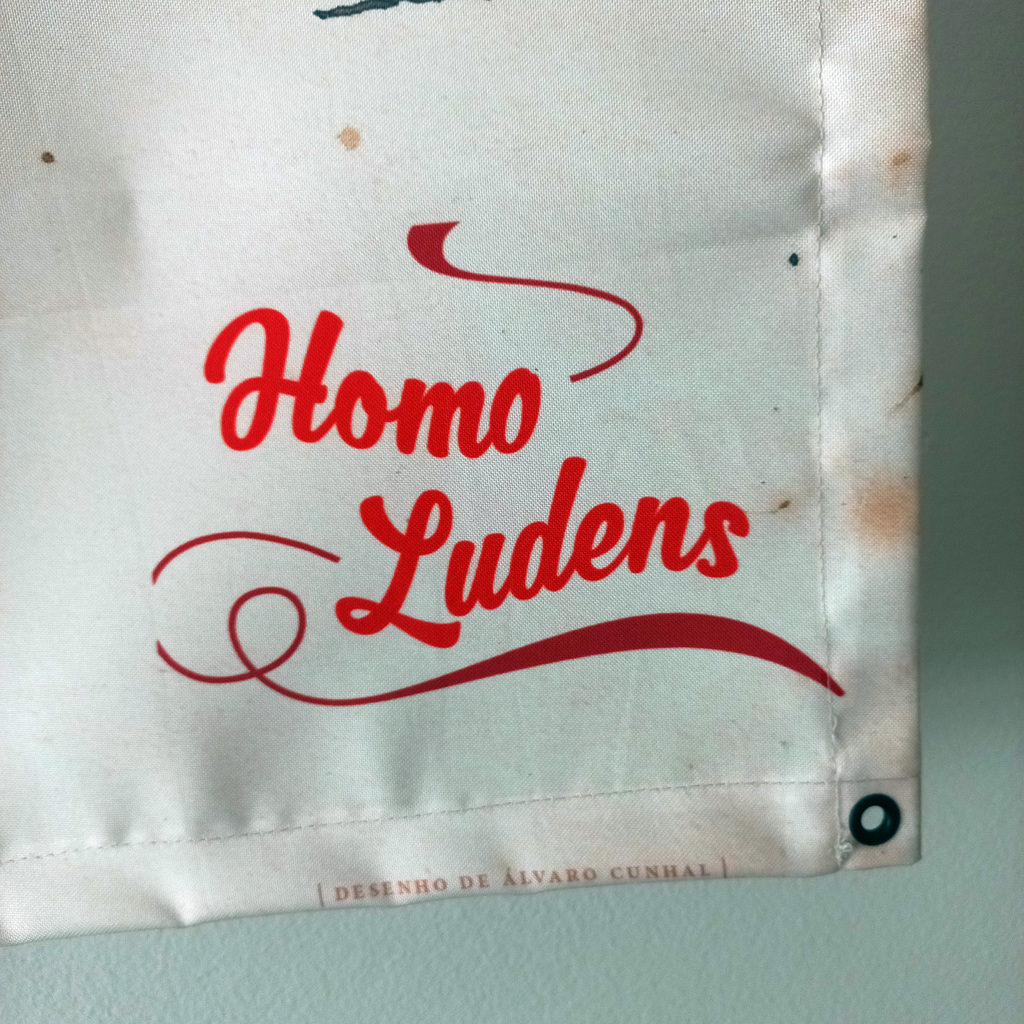 Homo
Ludens
[ DESENHO DE ÁLVARO CUNHAL ]